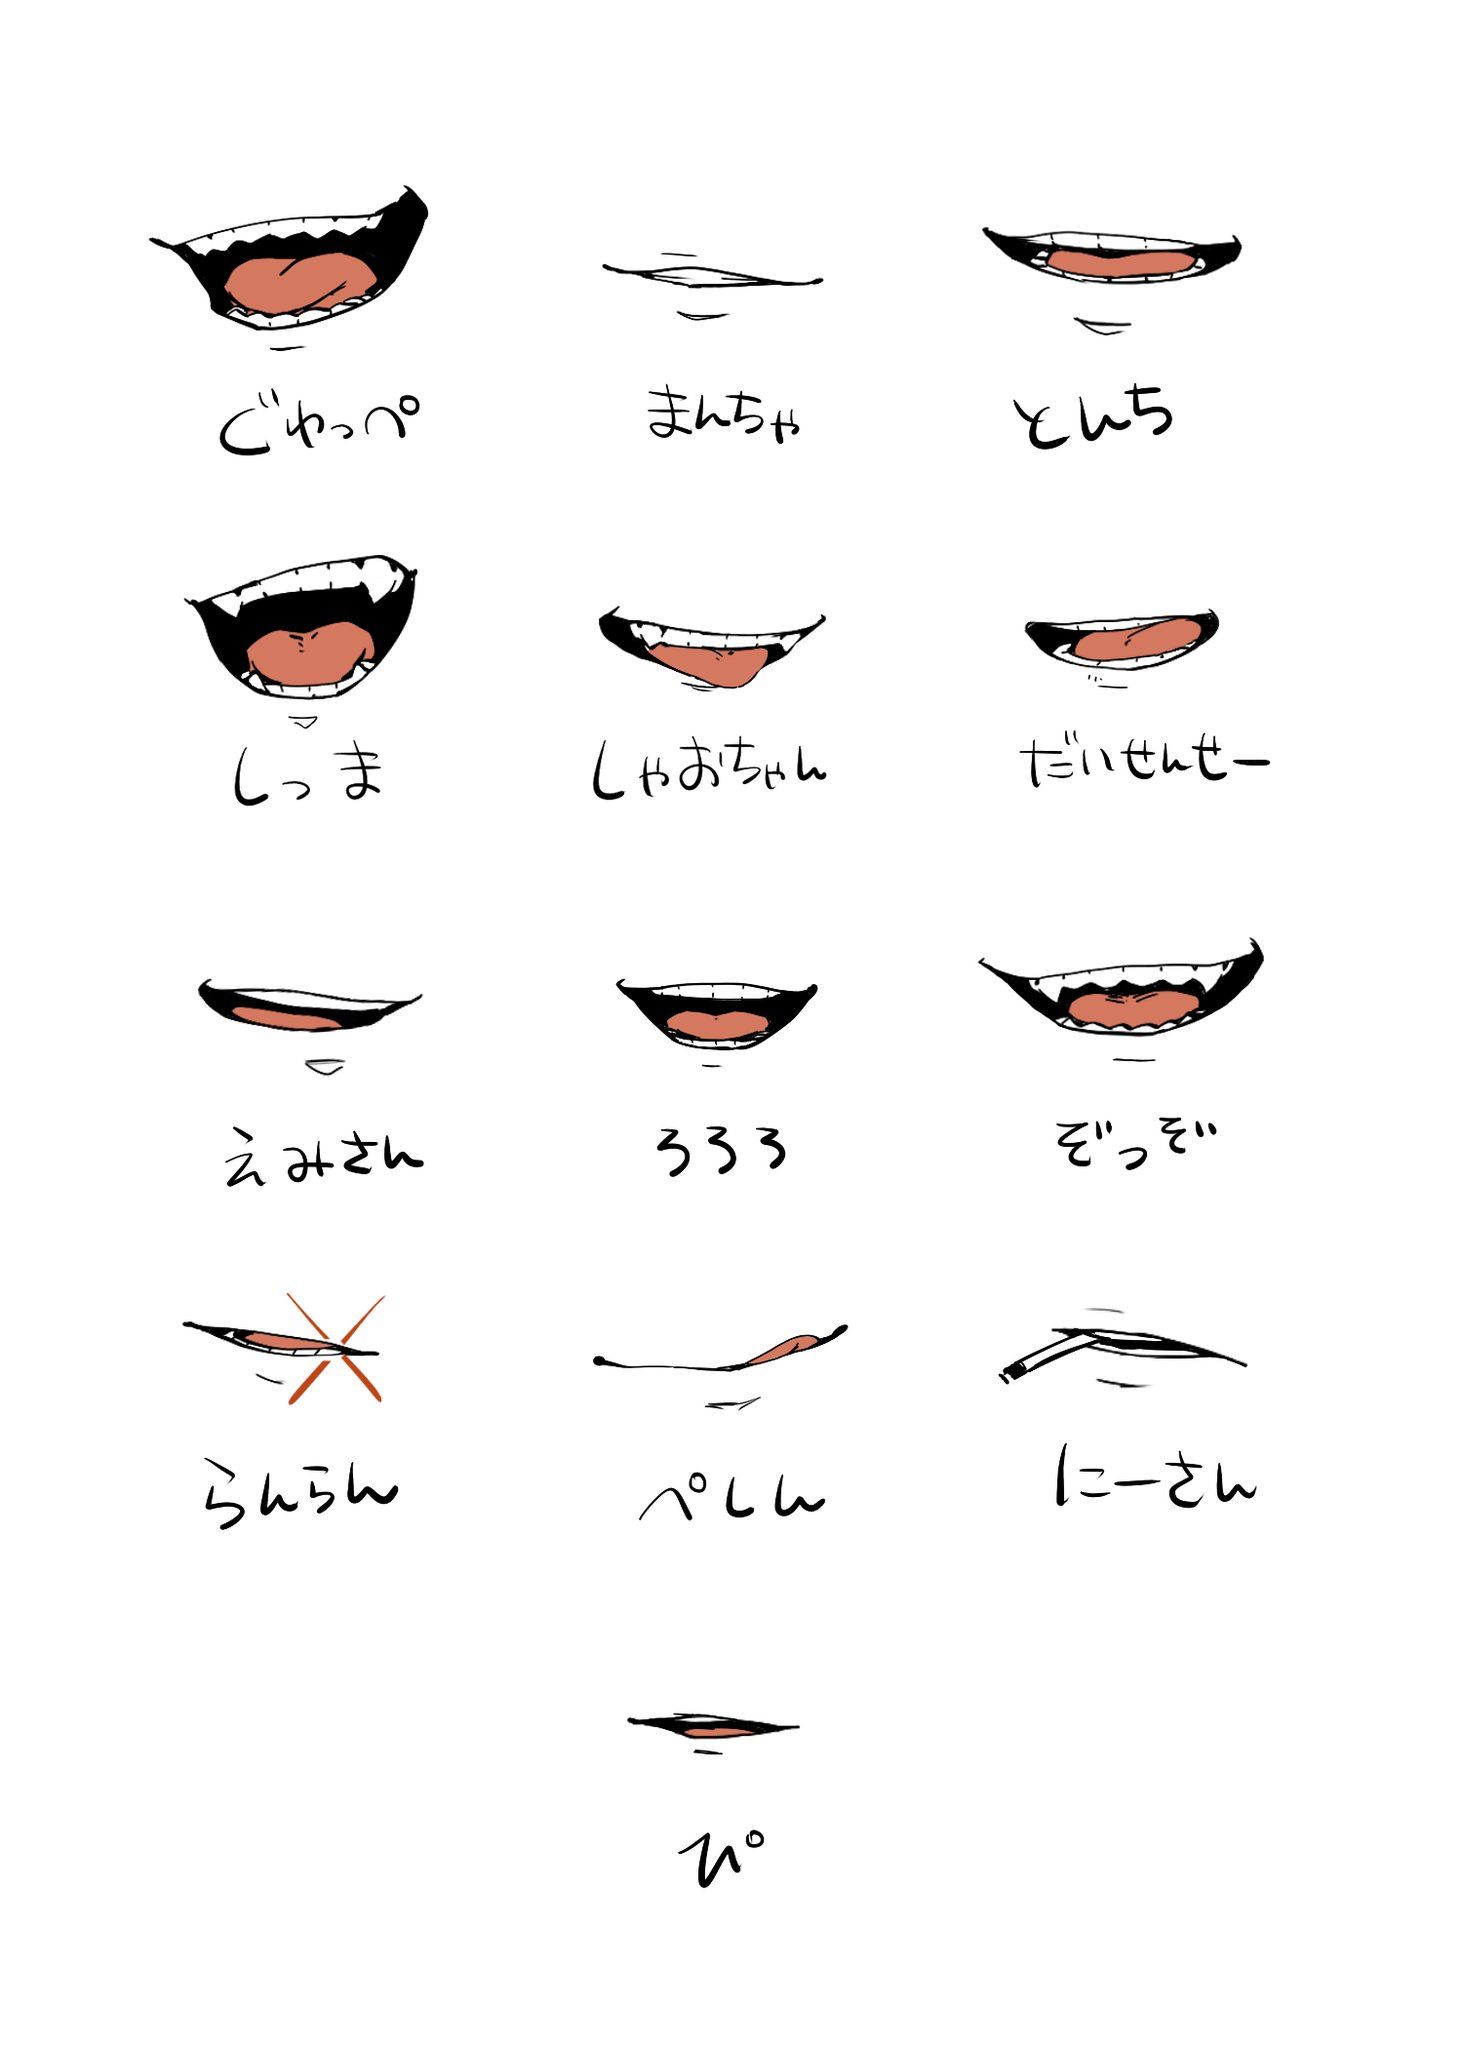 ぐゎっぺ
まんちゃ
とんち
しっま
しゃおちゃん
だいせんせー
えみさん
ろろろ
ぞっぞ
らんらん
ぺしん
にーさん
ぴ